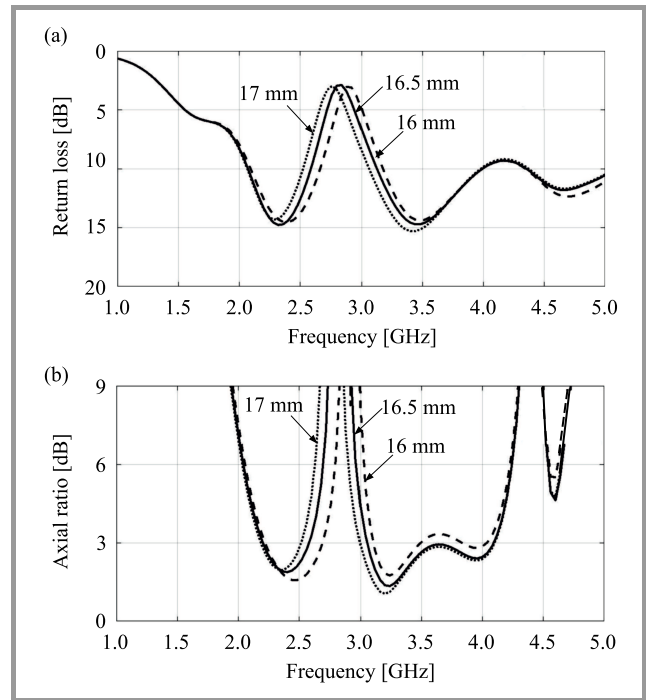 (a)
0
5
10
15
20
Return loss [dB]
17 mm
16.5 mm
16 mm
1.0 1.5 2.0 2.5 3.0 3.5 4.0 4.5 5.0
Frequency [GHz]
(b)
9
6
3
0
Axial ratio [dB]
17 mm
16.5 mm
16 mm
1.0 1.5 2.0 2.5 3.0 3.5 4.0 4.5 5.0
Frequency [GHz]